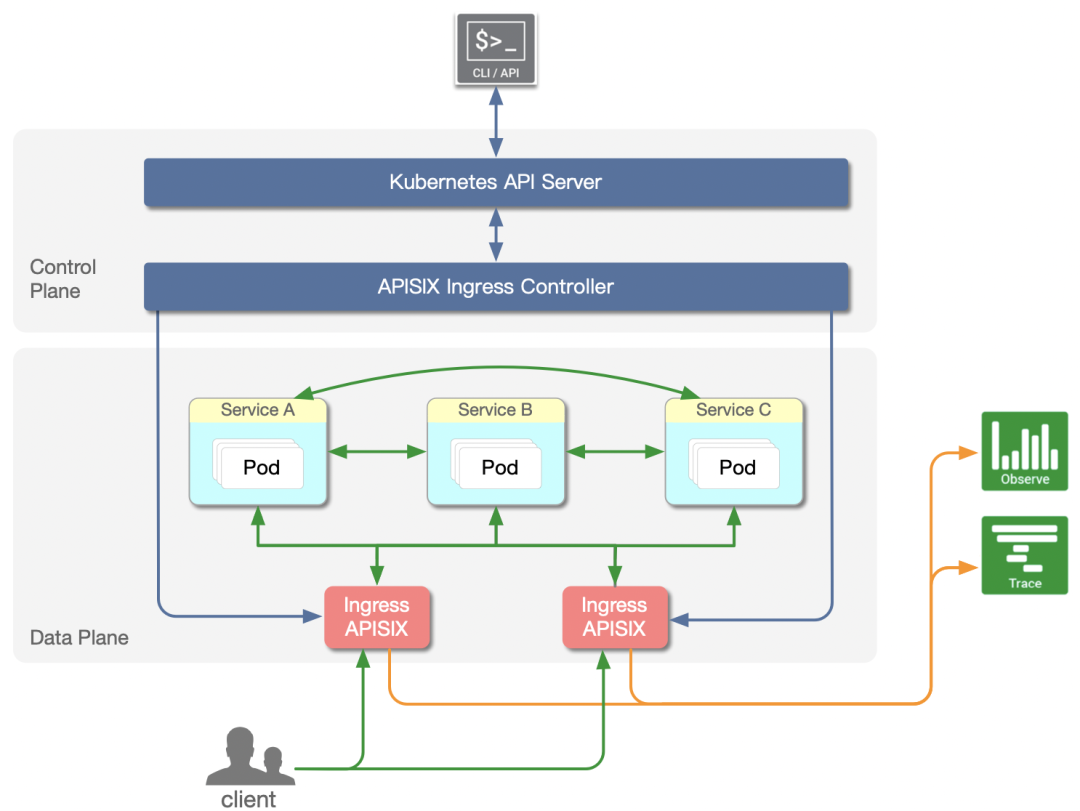 $>_
CLI / API
Kubernetes API Server
Control
Plane
APISIX Ingress Controller
Service A
Service B
Service C
Pod
Pod
Pod
Observe
Trace
Ingress
APISIX
Ingress
APISIX
Data Plane
client